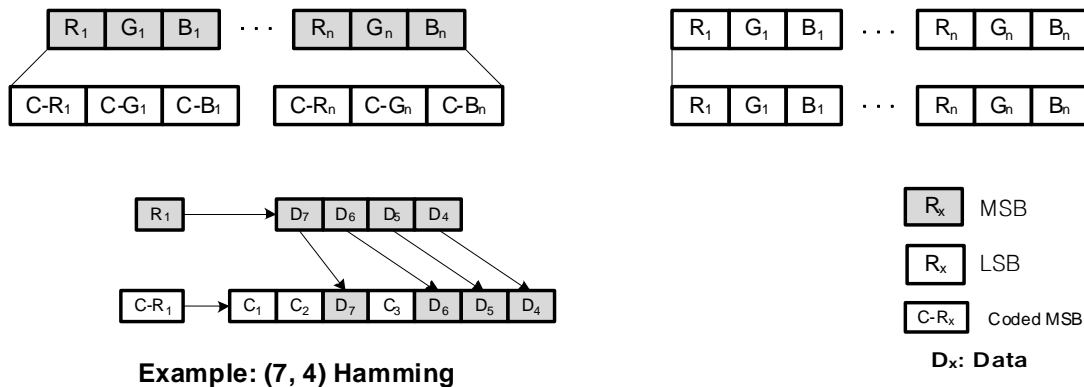 R₁ G₁ B₁ · · · Rₙ Gₙ Bₙ
R₁ G₁ B₁ · · · Rₙ Gₙ Bₙ
C-R₁ C-G₁ C-B₁ C-Rₙ C-Gₙ C-Bₙ
R₁ G₁ B₁ · · · Rₙ Gₙ Bₙ
R₁ D₇ D₆ D₅ D₄
C-R₁ C₁ C₂ D₇ C₃ D₆ D₅ D₄
Example: (7, 4) Hamming
Rₓ MSB
Rₓ LSB
C-Rₓ Coded MSB
Dₓ: Data